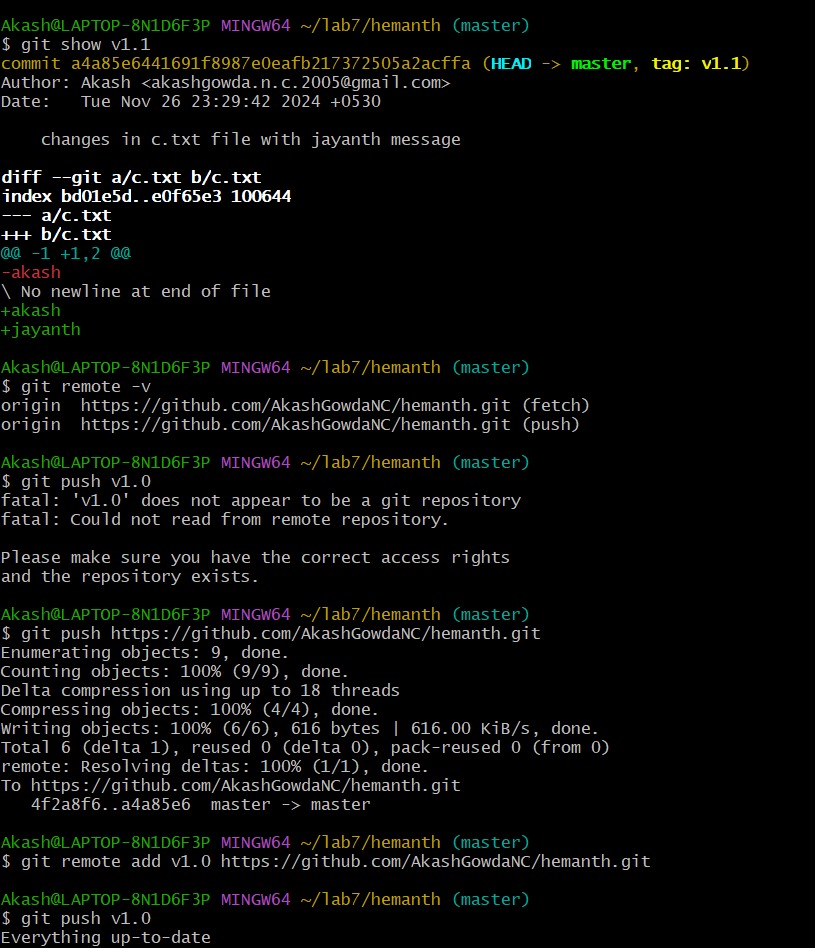 Akash@LAPTOP-8N1D6F3P MINGW64 ~/lab7/hemanth (master)
$ git show v1.1
commit a4a85e6441691f8987e0eafb217372505a2acffa (HEAD -> master, tag: v1.1)
Author: Akash <akashgowda.n.c.2005@gmail.com>
Date:   Tue Nov 26 23:29:42 2024 +0530

    changes in c.txt file with jayanth message

diff --git a/c.txt b/c.txt
index bd01e5d..e0f65e3 100644
--- a/c.txt
+++ b/c.txt
@@ -1 +1,2 @@
-akash
\ No newline at end of file
+akash
+jayanth

Akash@LAPTOP-8N1D6F3P MINGW64 ~/lab7/hemanth (master)
$ git remote -v
origin  https://github.com/AkashGowdaNC/hemanth.git (fetch)
origin  https://github.com/AkashGowdaNC/hemanth.git (push)

Akash@LAPTOP-8N1D6F3P MINGW64 ~/lab7/hemanth (master)
$ git push v1.0
fatal: 'v1.0' does not appear to be a git repository
fatal: Could not read from remote repository.

Please make sure you have the correct access rights
and the repository exists.

Akash@LAPTOP-8N1D6F3P MINGW64 ~/lab7/hemanth (master)
$ git push https://github.com/AkashGowdaNC/hemanth.git
Enumerating objects: 9, done.
Counting objects: 100% (9/9), done.
Delta compression using up to 18 threads
Compressing objects: 100% (4/4), done.
Writing objects: 100% (6/6), 616 bytes | 616.00 KiB/s, done.
Total 6 (delta 1), reused 0 (delta 0), pack-reused 0 (from 0)
remote: Resolving deltas: 100% (1/1), done.
To https://github.com/AkashGowdaNC/hemanth.git
   4f2a8f6..a4a85e6  master -> master

Akash@LAPTOP-8N1D6F3P MINGW64 ~/lab7/hemanth (master)
$ git remote add v1.0 https://github.com/AkashGowdaNC/hemanth.git

Akash@LAPTOP-8N1D6F3P MINGW64 ~/lab7/hemanth (master)
$ git push v1.0
Everything up-to-date